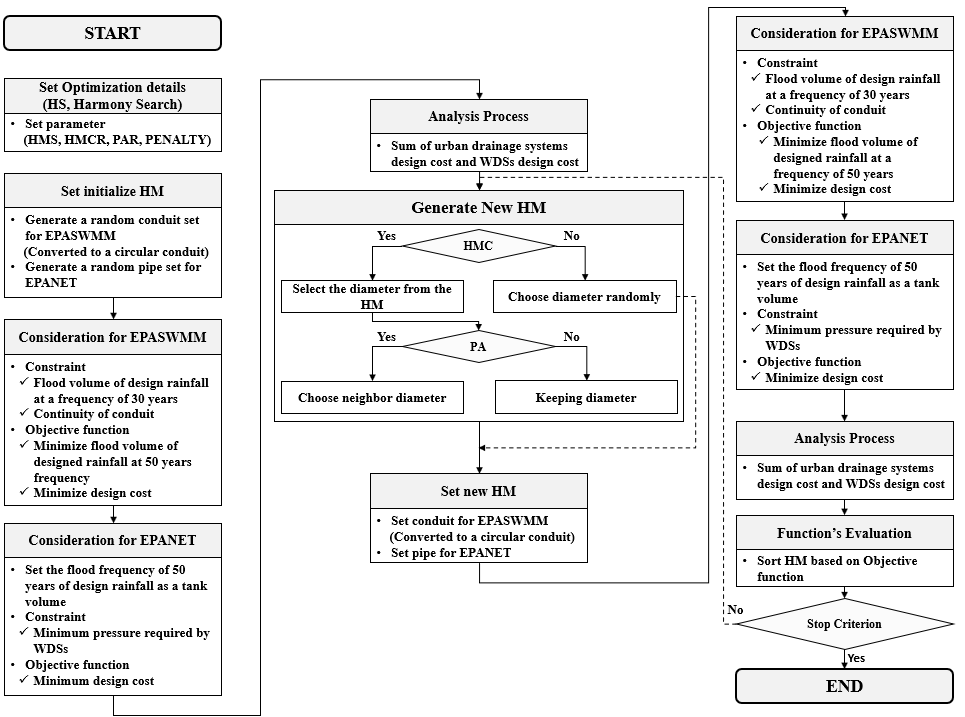 START
Set Optimization details
(HS, Harmony Search)
• Set parameter
(HMS, HMCR, PAR, PENALTY)
Set initialize HM
• Generate a random conduit set
for EPASWMM
(Converted to a circular conduit)
• Generate a random pipe set for
EPANET
Consideration for EPASWMM
• Constraint
✓ Flood volume of design rainfall
at a frequency of 30 years
✓ Continuity of conduit
• Objective function
✓ Minimize flood volume of
designed rainfall at 50 years
frequency
✓ Minimize design cost
Consideration for EPANET
• Set the flood frequency of 50
years of design rainfall as a tank
volume
• Constraint
✓ Minimum pressure required by
WDSs
• Objective function
✓ Minimum design cost
Analysis Process
• Sum of urban drainage systems
design cost and WDSs design cost
Generate New HM
HMC
Yes
No
Select the diameter from the
HM
Choose diameter randomly
PA
Yes
No
Choose neighbor diameter
Keeping diameter
Set new HM
• Set conduit for EPASWMM
(Converted to a circular conduit)
• Set pipe for EPANET
Consideration for EPASWMM
• Constraint
✓ Flood volume of design rainfall
at a frequency of 30 years
✓ Continuity of conduit
• Objective function
✓ Minimize flood volume of
designed rainfall at a
frequency of 50 years
✓ Minimize design cost
Consideration for EPANET
• Set the flood frequency of 50
years of design rainfall as a tank
volume
• Constraint
✓ Minimum pressure required by
WDSs
• Objective function
✓ Minimize design cost
Analysis Process
• Sum of urban drainage systems
design cost and WDSs design cost
Function's Evaluation
• Sort HM based on Objective
function
No
Stop Criterion
Yes
END